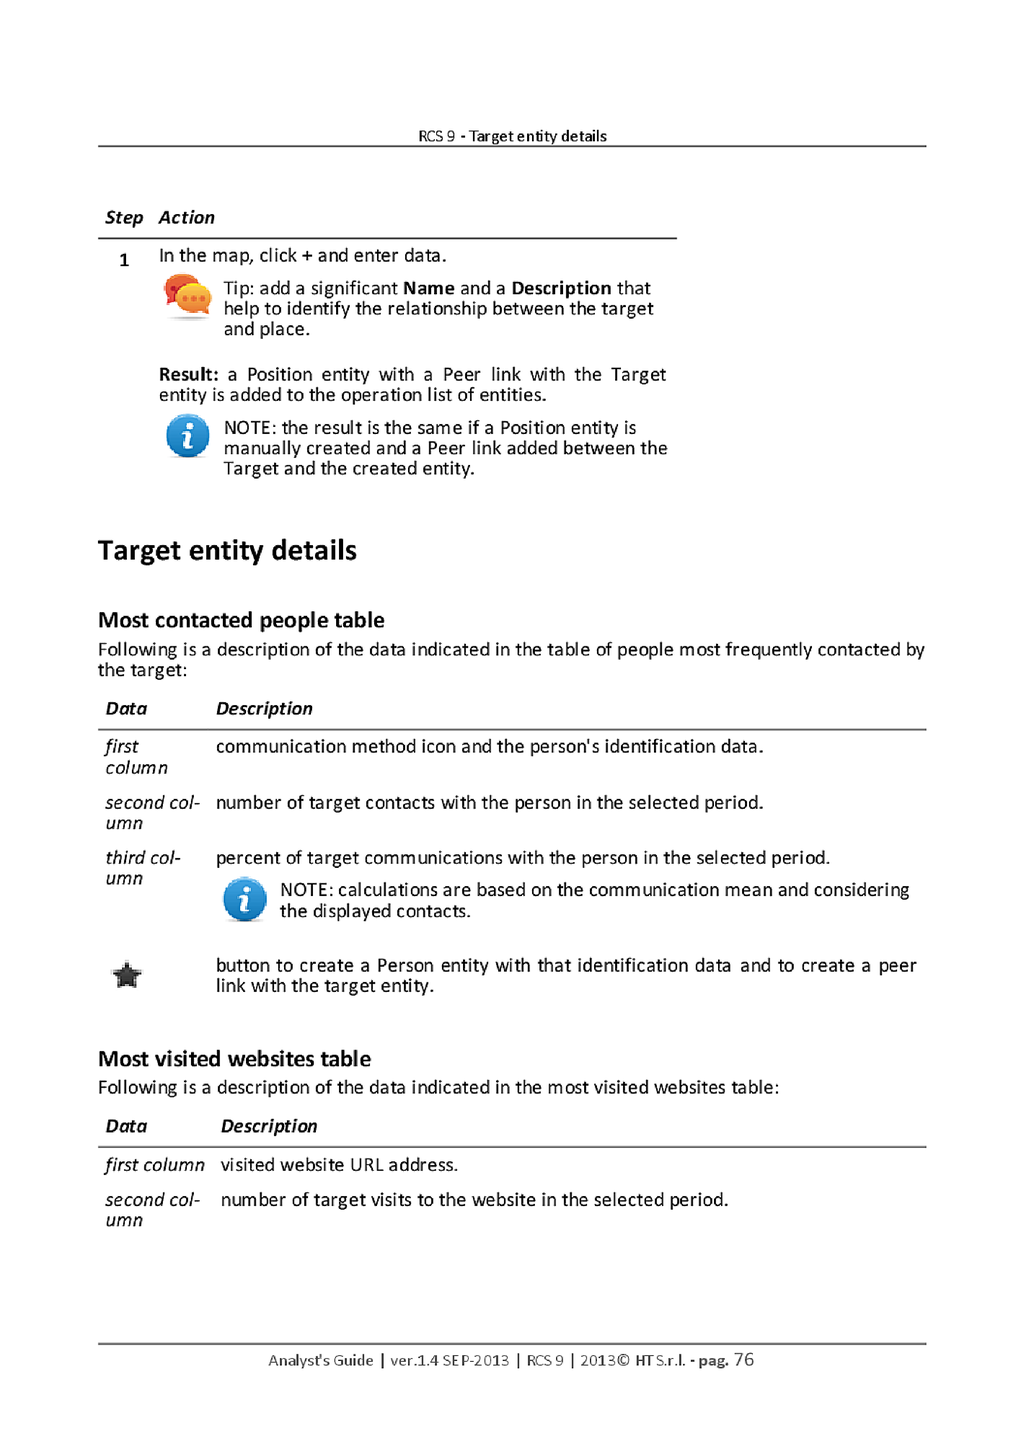 RCS 9 - Target entity details
Step Action
1 In the map, click + and enter data.
Tip: add a significant Name and a Description that
help to identify the relationship between the target
and place.
Result: a Position entity with a Peer link with the Target
entity is added to the operation list of entities.
NOTE: the result is the same if a Position entity is
manually created and a Peer link added between the
Target and the created entity.
Target entity details
Most contacted people table
Following is a description of the data indicated in the table of people most frequently contacted by
the target:
Data Description
first communication method icon and the person's identification data.
column
second col- number of target contacts with the person in the selected period.
umn
third col- percent of target communications with the person in the selected period.
umn
NOTE: calculations are based on the communication mean and considering
the displayed contacts.
button to create a Person entity with that identification data and to create a peer
link with the target entity.
Most visited websites table
Following is a description of the data indicated in the most visited websites table:
Data Description
first column visited website URL address.
second col- number of target visits to the website in the selected period.
umn
Analyst's Guide | ver.1.4 SEP-2013 | RCS 9 | 2013© HT S.r.l. - pag. 76